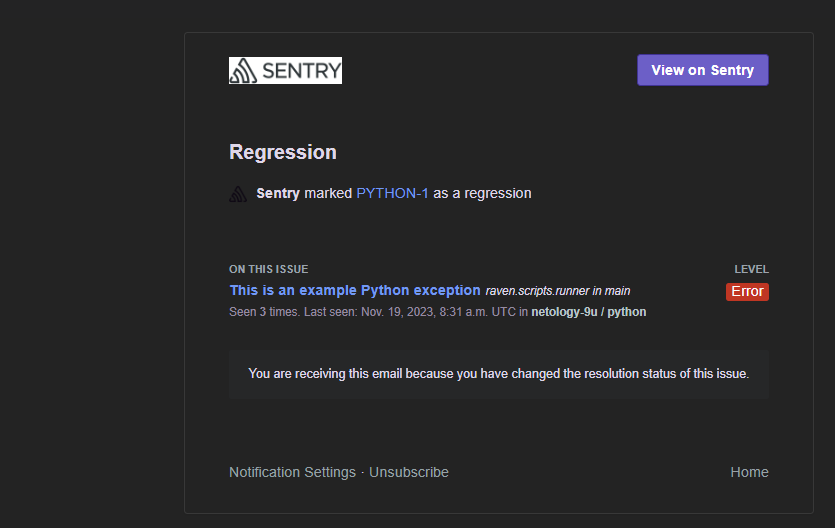 SENTRY
View on Sentry
Regression
Sentry marked PYTHON-1 as a regression
ON THIS ISSUE
LEVEL
This is an example Python exception raven.scripts.runner in main
Error
Seen 3 times. Last seen: Nov. 19, 2023, 8:31 a.m. UTC in netology-9u / python
You are receiving this email because you have changed the resolution status of this issue.
Notification Settings · Unsubscribe
Home